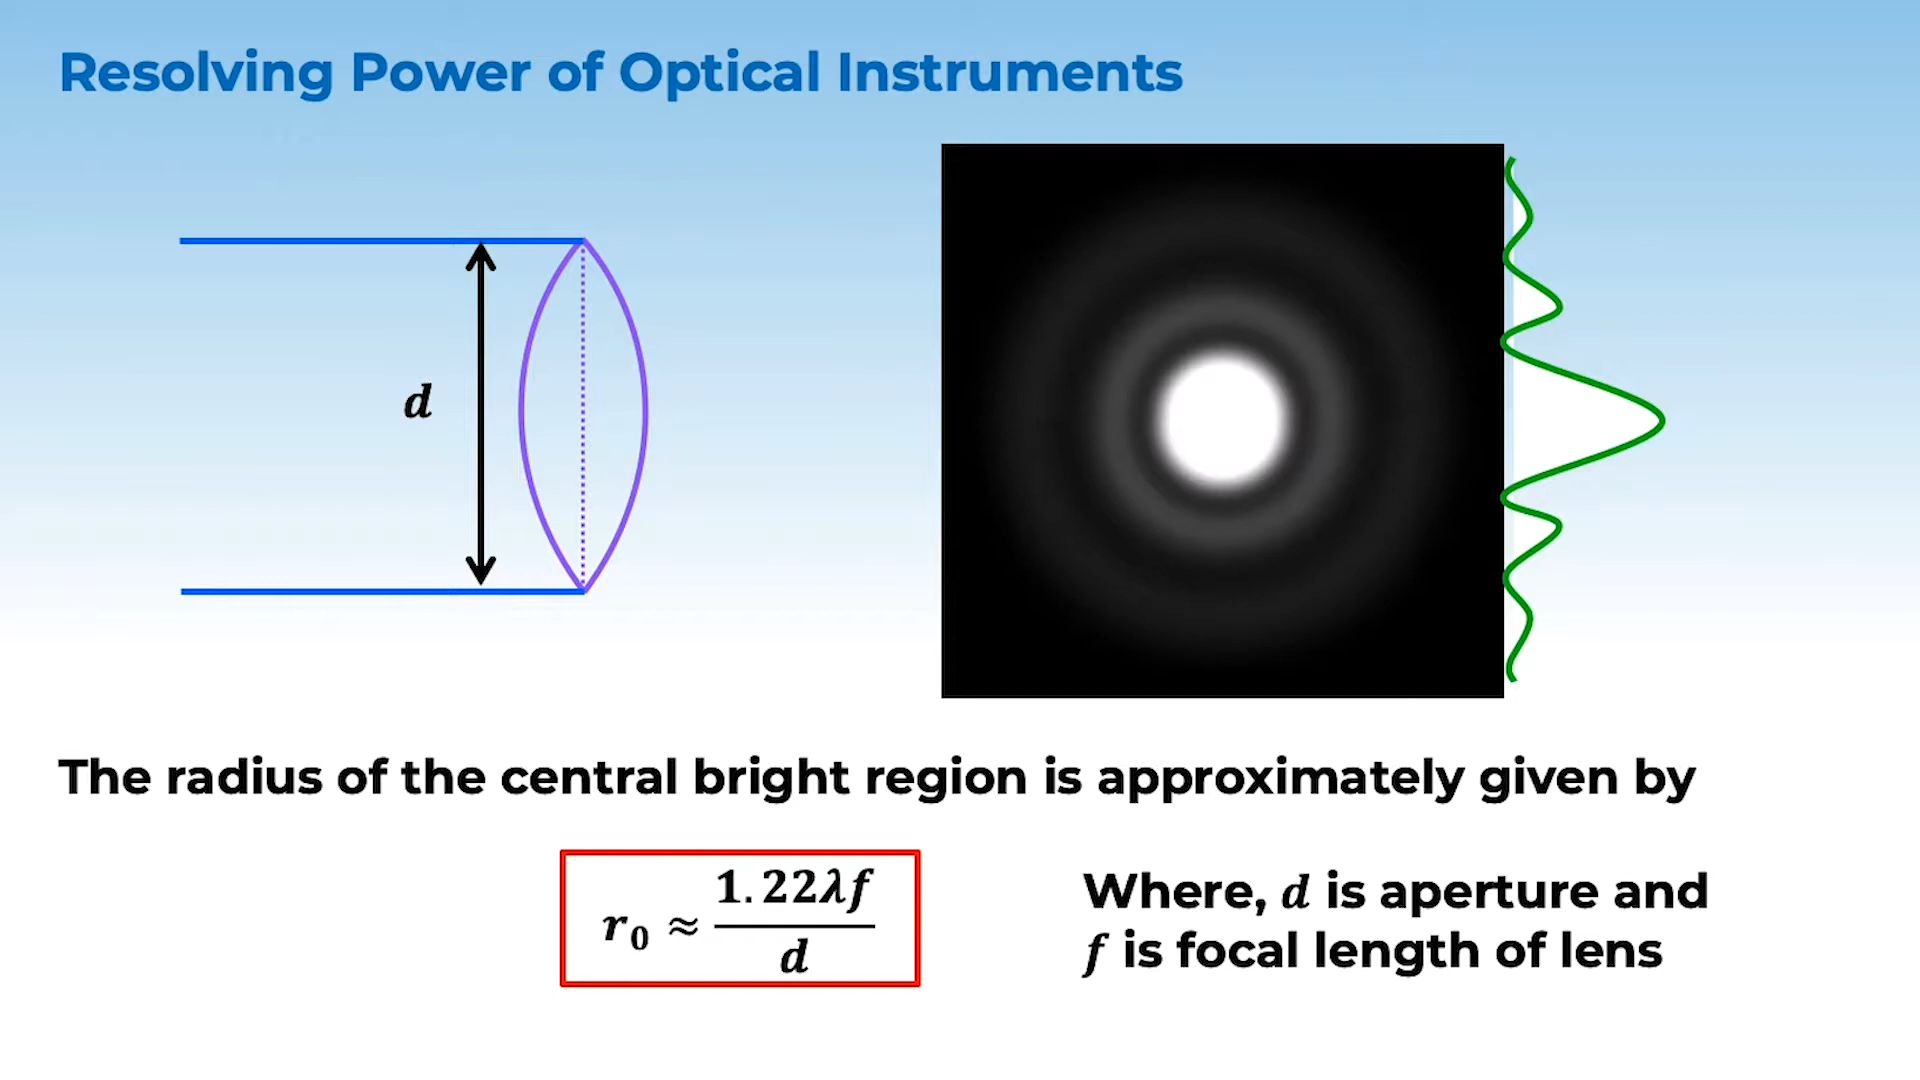 Resolving Power of Optical Instruments
d
The radius of the central bright region is approximately given by
r₀ ≈ 1.22λf / d
Where, d is aperture and
f is focal length of lens